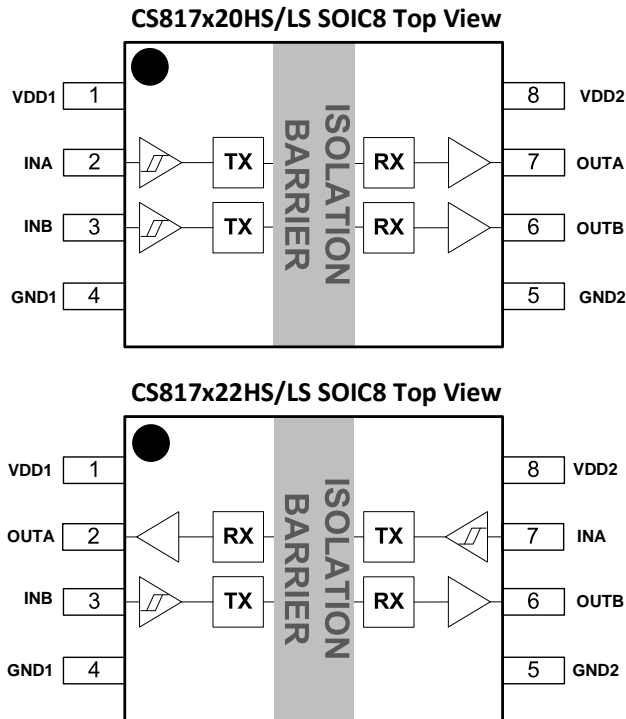 CS817x20HS/LS SOIC8 Top View
VDD1 1 8 VDD2
INA 2 TX RX 7 OUTA
INB 3 TX RX 6 OUTB
GND1 4 5 GND2
ISOLATION
BARRIER
CS817x22HS/LS SOIC8 Top View
VDD1 1 8 VDD2
OUTA 2 RX TX 7 INA
INB 3 TX RX 6 OUTB
GND1 4 5 GND2
ISOLATION
BARRIER